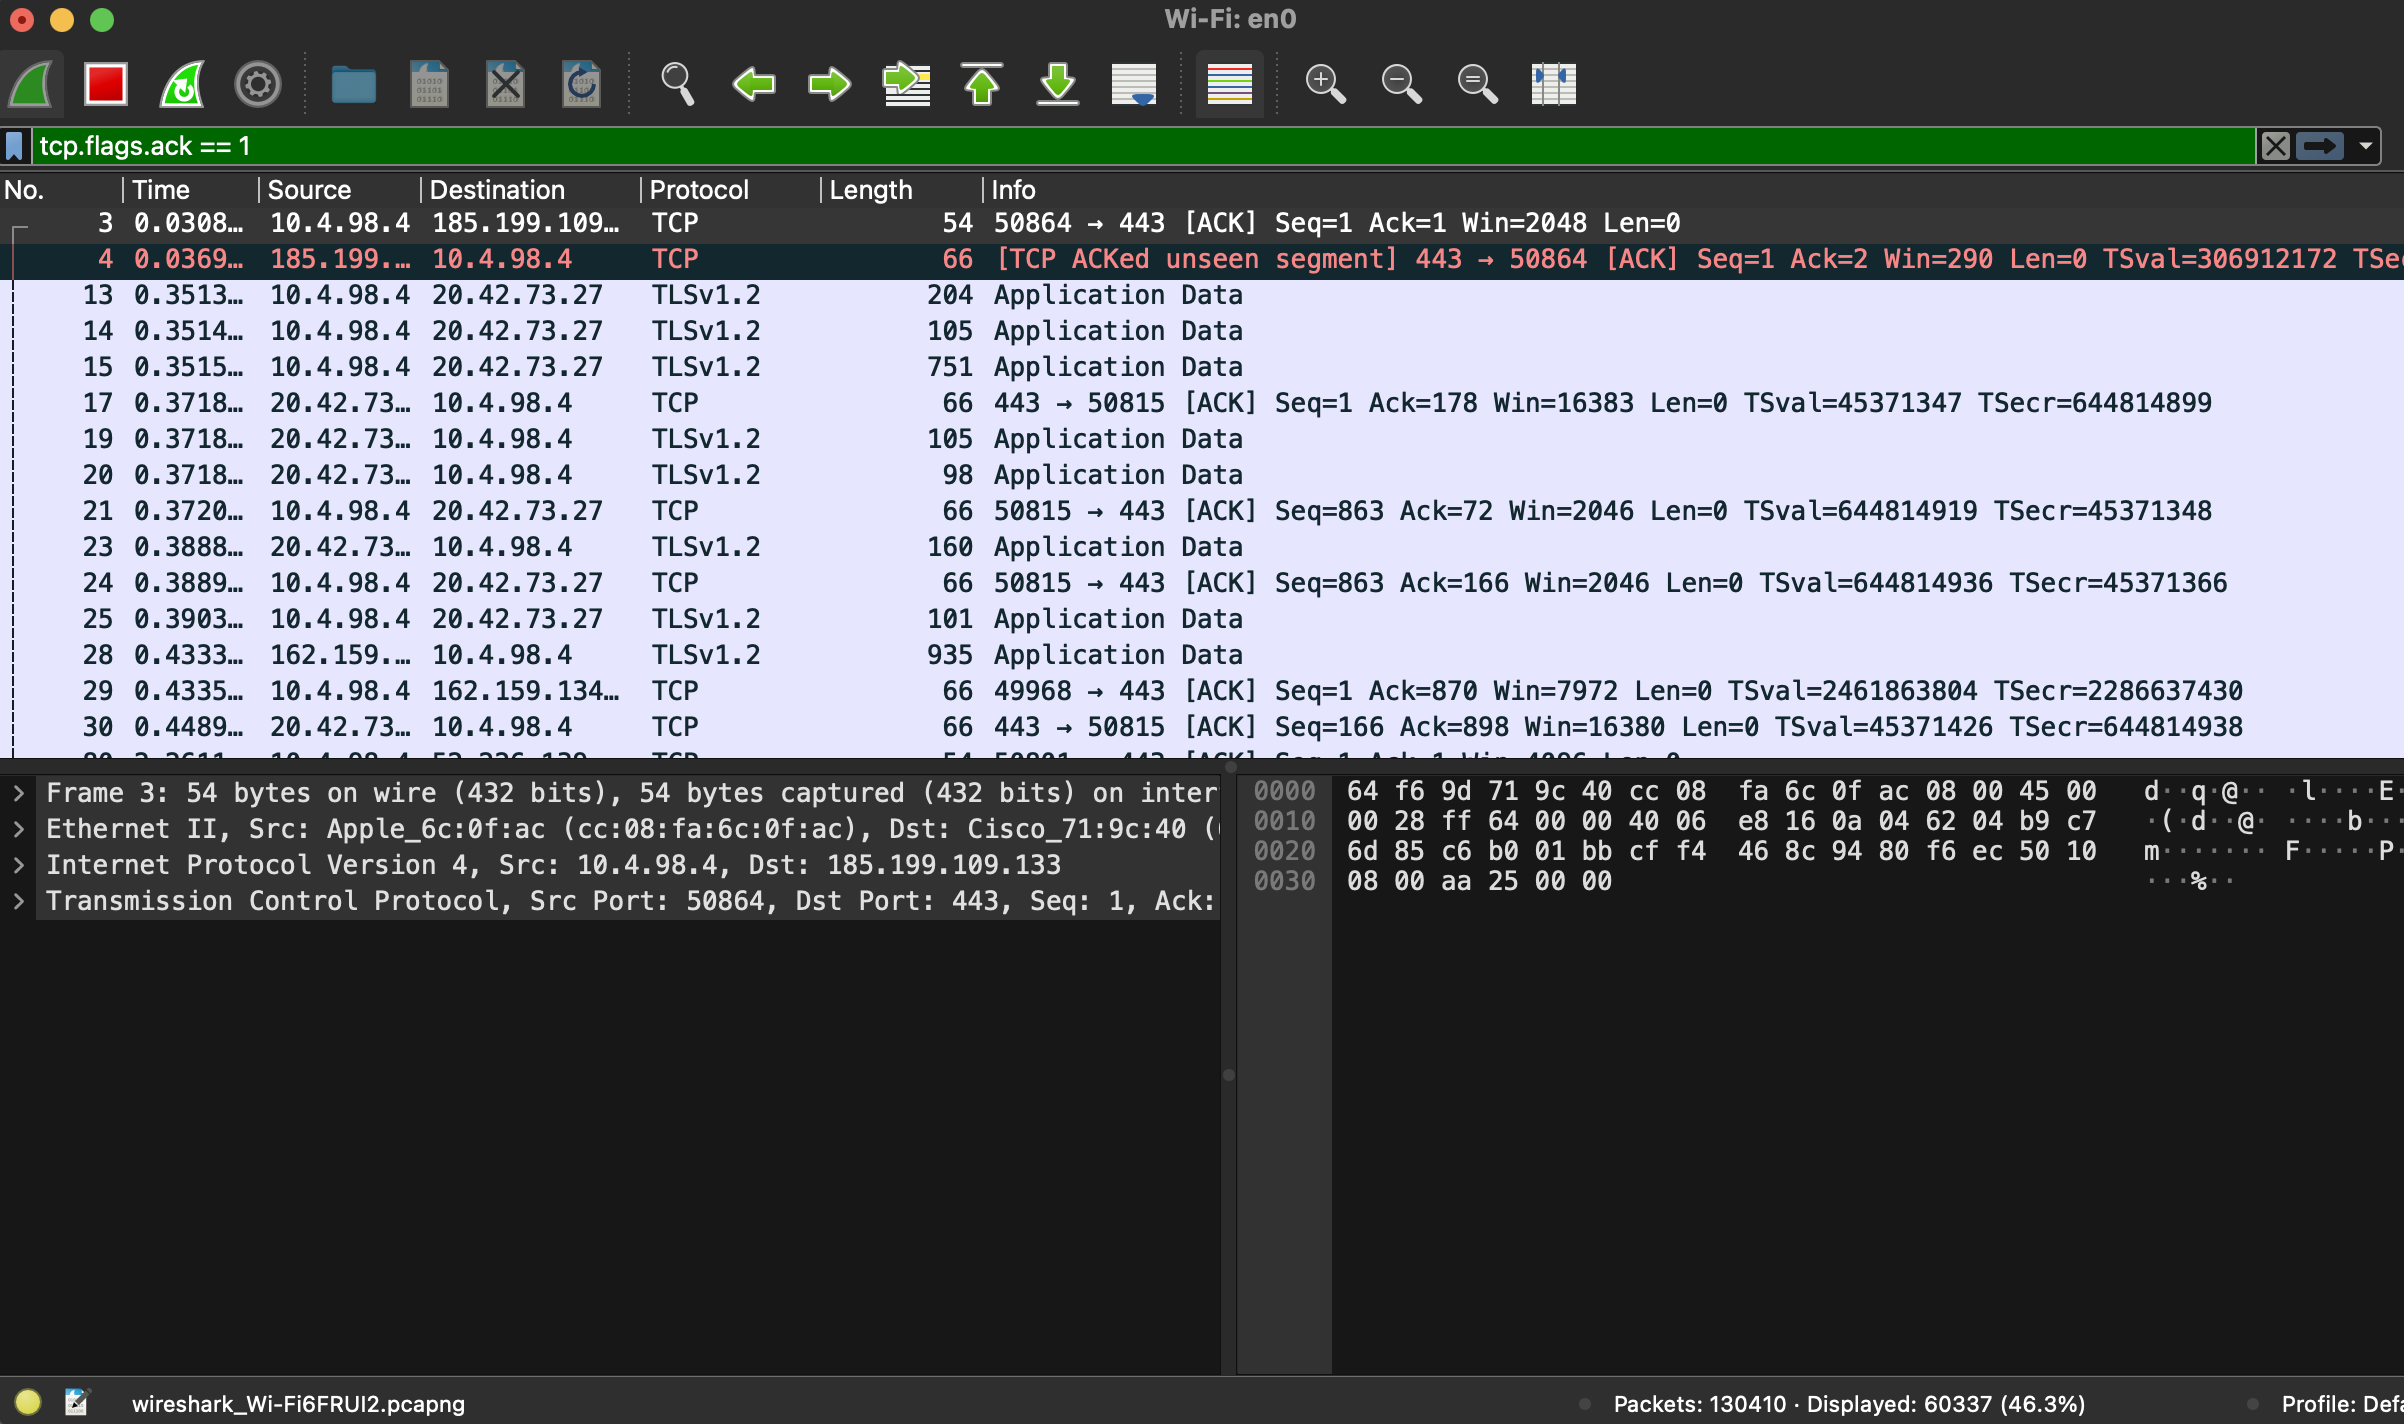 Wi-Fi: en0
tcp.flags.ack == 1
No. Time Source Destination Protocol Length Info
3 0.0308… 10.4.98.4 185.199.109… TCP 54 50864 → 443 [ACK] Seq=1 Ack=1 Win=2048 Len=0
4 0.0369… 185.199.… 10.4.98.4 TCP 66 [TCP ACKed unseen segment] 443 → 50864 [ACK] Seq=1 Ack=2 Win=290 Len=0 TSval=306912172 TSec
13 0.3513… 10.4.98.4 20.42.73.27 TLSv1.2 204 Application Data
14 0.3514… 10.4.98.4 20.42.73.27 TLSv1.2 105 Application Data
15 0.3515… 10.4.98.4 20.42.73.27 TLSv1.2 751 Application Data
17 0.3718… 20.42.73… 10.4.98.4 TCP 66 443 → 50815 [ACK] Seq=1 Ack=178 Win=16383 Len=0 TSval=45371347 TSecr=644814899
19 0.3718… 20.42.73… 10.4.98.4 TLSv1.2 105 Application Data
20 0.3718… 20.42.73… 10.4.98.4 TLSv1.2 98 Application Data
21 0.3720… 10.4.98.4 20.42.73.27 TCP 66 50815 → 443 [ACK] Seq=863 Ack=72 Win=2046 Len=0 TSval=644814919 TSecr=45371348
23 0.3888… 20.42.73… 10.4.98.4 TLSv1.2 160 Application Data
24 0.3889… 10.4.98.4 20.42.73.27 TCP 66 50815 → 443 [ACK] Seq=863 Ack=166 Win=2046 Len=0 TSval=644814936 TSecr=45371366
25 0.3903… 10.4.98.4 20.42.73.27 TLSv1.2 101 Application Data
28 0.4333… 162.159.… 10.4.98.4 TLSv1.2 935 Application Data
29 0.4335… 10.4.98.4 162.159.134… TCP 66 49968 → 443 [ACK] Seq=1 Ack=870 Win=7972 Len=0 TSval=2461863804 TSecr=2286637430
30 0.4489… 20.42.73… 10.4.98.4 TCP 66 443 → 50815 [ACK] Seq=166 Ack=898 Win=16380 Len=0 TSval=45371426 TSecr=644814938
Frame 3: 54 bytes on wire (432 bits), 54 bytes captured (432 bits) on inter
Ethernet II, Src: Apple_6c:0f:ac (cc:08:fa:6c:0f:ac), Dst: Cisco_71:9c:40 (
Internet Protocol Version 4, Src: 10.4.98.4, Dst: 185.199.109.133
Transmission Control Protocol, Src Port: 50864, Dst Port: 443, Seq: 1, Ack:
0000 64 f6 9d 71 9c 40 cc 08 fa 6c 0f ac 08 00 45 00 d··q·@·· ·l····E·
0010 00 28 ff 64 00 00 40 06 e8 16 0a 04 62 04 b9 c7 ·(·d··@· ····b···
0020 6d 85 c6 b0 01 bb cf f4 46 8c 94 80 f6 ec 50 10 m······· F·····P·
0030 08 00 aa 25 00 00 ···%··
wireshark_Wi-Fi6FRUI2.pcapng
Packets: 130410 · Displayed: 60337 (46.3%)
Profile: Defa